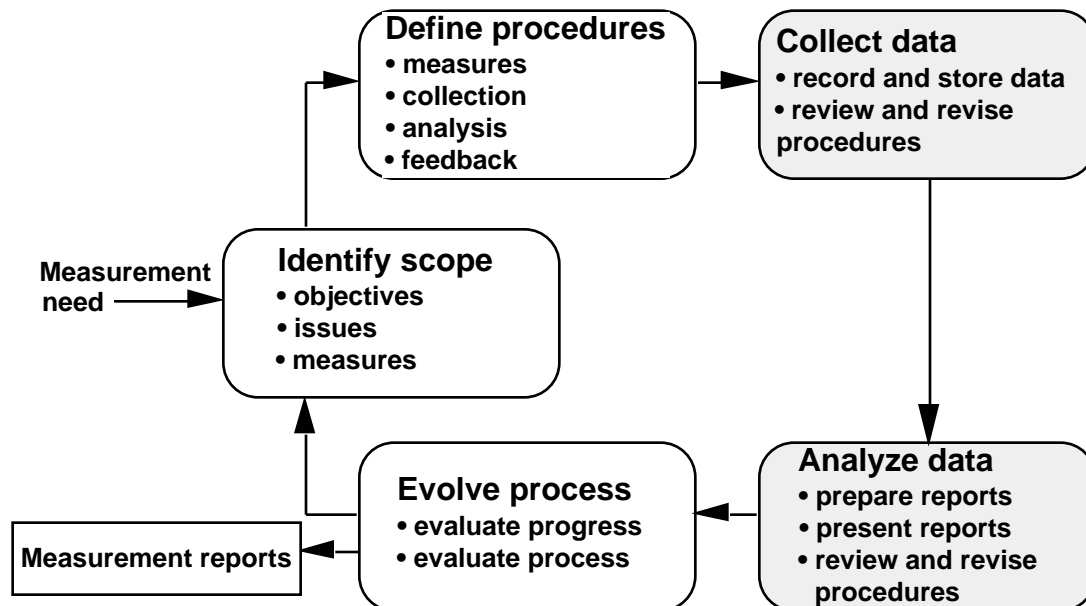 Define procedures
• measures
• collection
• analysis
• feedback
Collect data
• record and store data
• review and revise
procedures
Measurement
need
Identify scope
• objectives
• issues
• measures
Analyze data
• prepare reports
• present reports
• review and revise
procedures
Evolve process
• evaluate progress
• evaluate process
Measurement reports